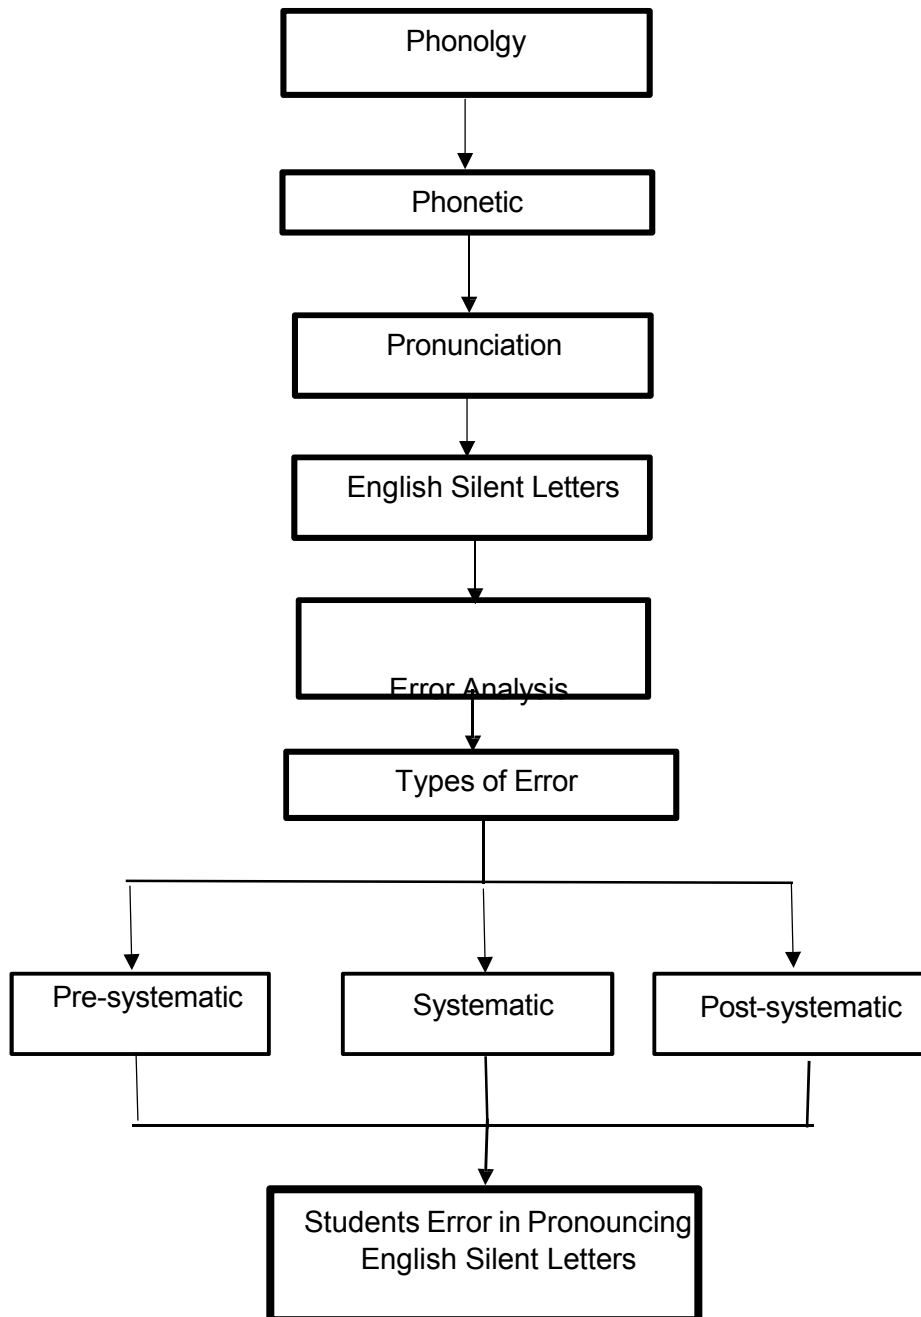 Phonolgy
Phonetic
Pronunciation
English Silent Letters
Error Analysis
Types of Error
Pre-systematic
Systematic
Post-systematic
Students Error in Pronouncing
English Silent Letters